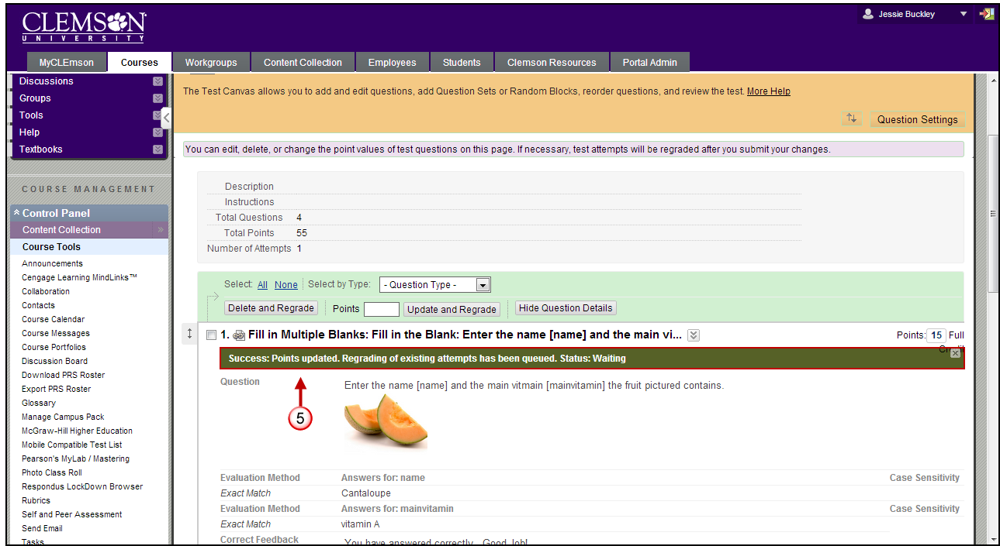 CLEMSON
UNIVERSITY
Jessie Buckley
MyCLEmson Courses Workgroups Content Collection Employees Students Clemson Resources Portal Admin
Discussions
Groups
Tools
Help
Textbooks
COURSE MANAGEMENT
Control Panel
Content Collection
Course Tools
Announcements
Cengage Learning MindLinks™
Collaboration
Contacts
Course Calendar
Course Messages
Course Portfolios
Discussion Board
Download PRS Roster
Export PRS Roster
Glossary
Manage Campus Pack
McGraw-Hill Higher Education
Mobile Compatible Test List
Pearson's MyLab / Mastering
Photo Class Roll
Respondus LockDown Browser
Rubrics
Self and Peer Assessment
Send Email
Tasks
The Test Canvas allows you to add and edit questions, add Question Sets or Random Blocks, reorder questions, and review the test. More Help
Question Settings
You can edit, delete, or change the point values of test questions on this page. If necessary, test attempts will be regraded after you submit your changes.
Description
Instructions
Total Questions 4
Total Points 55
Number of Attempts 1
Select: All None Select by Type: - Question Type -
Delete and Regrade Points Update and Regrade Hide Question Details
1. Fill in Multiple Blanks: Fill in the Blank: Enter the name [name] and the main vi... Points: 15 Full
Credit
Success: Points updated. Regrading of existing attempts has been queued. Status: Waiting
Question Enter the name [name] and the main vitmain [mainvitamin] the fruit pictured contains.
5
Evaluation Method Answers for: name Case Sensitivity
Exact Match Cantaloupe
Evaluation Method Answers for: mainvitamin Case Sensitivity
Exact Match vitamin A
Correct Feedback You have answered correctly. Good Job!